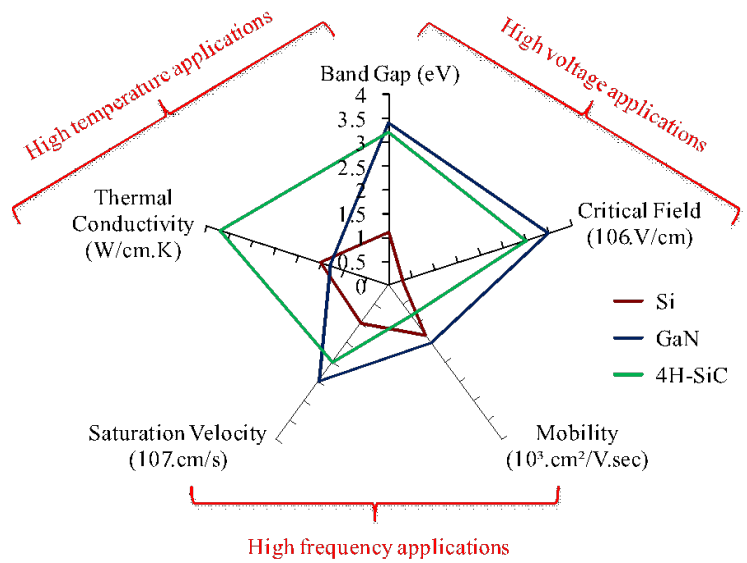 High temperature applications
High voltage applications
Band Gap (eV)
4
3.5
3
2.5
2
1.5
1
0.5
0
Thermal
Conductivity
(W/cm.K)
Critical Field
(106.V/cm)
Si
GaN
4H-SiC
Saturation Velocity
(107.cm/s)
Mobility
(10³.cm²/V.sec)
High frequency applications